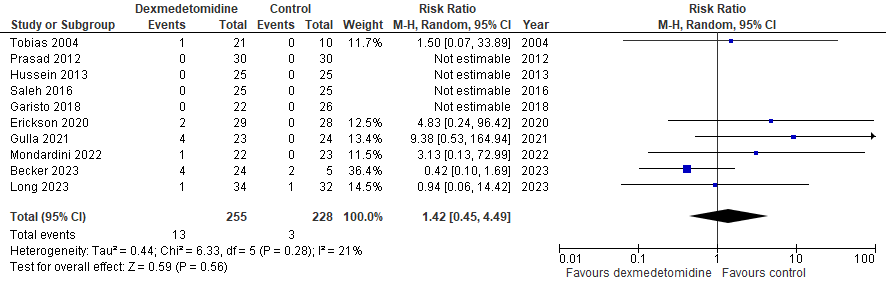 Dexmedetomidine Control Risk Ratio Risk Ratio
Study or Subgroup Events Total Events Total Weight M-H, Random, 95% CI Year M-H, Random, 95% CI
Tobias 2004 1 21 0 10 11.7% 1.50 [0.07, 33.89] 2004
Prasad 2012 0 30 0 30 Not estimable 2012
Hussein 2013 0 25 0 25 Not estimable 2013
Saleh 2016 0 25 0 25 Not estimable 2016
Garisto 2018 0 22 0 26 Not estimable 2018
Erickson 2020 2 29 0 28 12.5% 4.83 [0.24, 96.42] 2020
Gulla 2021 4 23 0 24 13.4% 9.38 [0.53, 164.94] 2021
Mondardini 2022 1 22 0 23 11.5% 3.13 [0.13, 72.99] 2022
Becker 2023 4 24 2 5 36.4% 0.42 [0.10, 1.69] 2023
Long 2023 1 34 1 32 14.5% 0.94 [0.06, 14.42] 2023
Total (95% CI) 255 228 100.0% 1.42 [0.45, 4.49]
Total events 13 3
Heterogeneity: Tau² = 0.44; Chi² = 6.33, df = 5 (P = 0.28); I² = 21%
Test for overall effect: Z = 0.59 (P = 0.56)
0.01 0.1 1 10 100
Favours dexmedetomidine Favours control